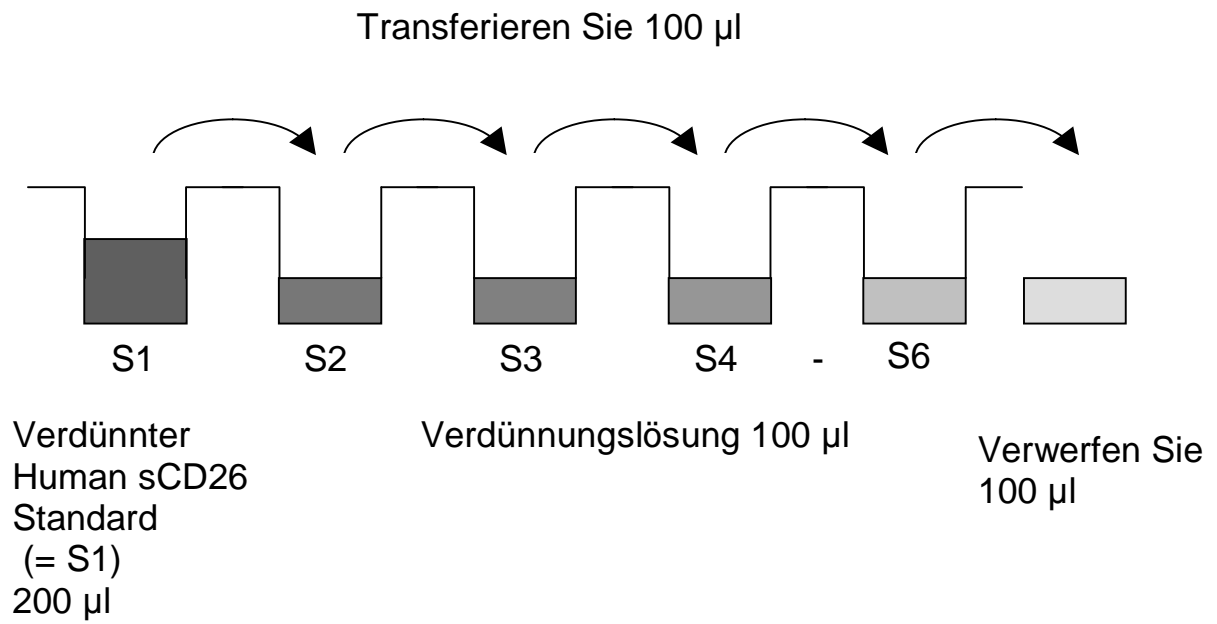 Transferieren Sie 100 µl
S1 S2 S3 S4 - S6
Verdünnter
Human sCD26
Standard
(= S1)
200 µl
Verdünnungslösung 100 µl
Verwerfen Sie
100 µl